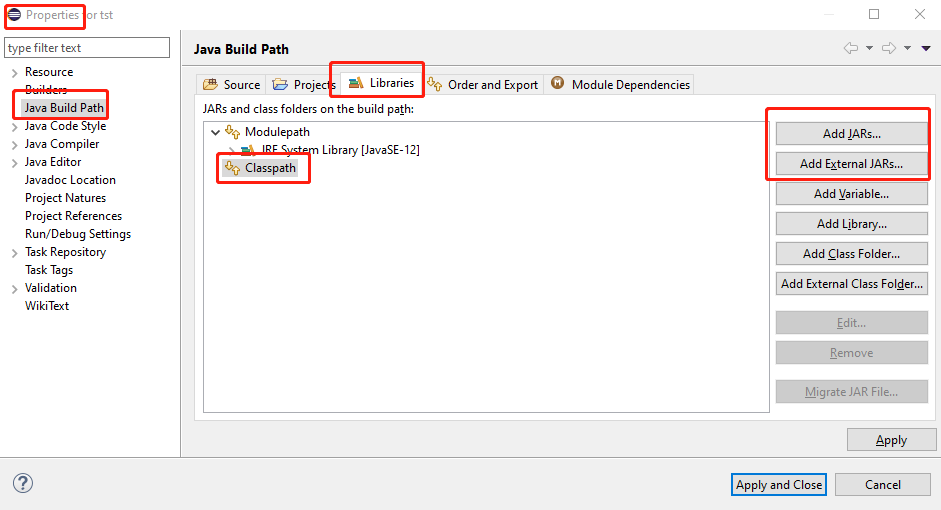 Properties for tst
type filter text
Resource
Builders
Java Build Path
Java Code Style
Java Compiler
Java Editor
Javadoc Location
Project Natures
Project References
Run/Debug Settings
Task Repository
Task Tags
Validation
WikiText
Java Build Path
Source
Projects
Libraries
Order and Export
M
Module Dependencies
JARs and class folders on the build path:
Modulepath
JRE System Library [JavaSE-12]
Classpath
Add JARs...
Add External JARs...
Add Variable...
Add Library...
Add Class Folder...
Add External Class Folder...
Edit...
Remove
Migrate JAR File...
Apply
?
Apply and Close
Cancel